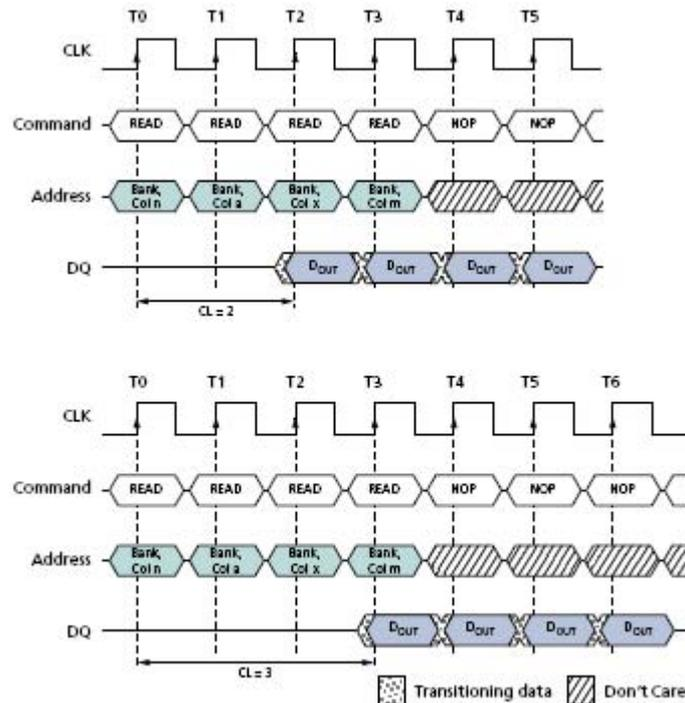 T0 T1 T2 T3 T4 T5
CLK
Command READ READ READ READ NOP NOP
Address Bank, Col n Bank, Col a Bank, Col x Bank, Col m
DQ DOUT DOUT DOUT DOUT
CL = 2
T0 T1 T2 T3 T4 T5 T6
CLK
Command READ READ READ READ NOP NOP NOP
Address Bank, Col n Bank, Col a Bank, Col x Bank, Col m
DQ DOUT DOUT DOUT DOUT
CL = 3
Transitioning data Don't Care